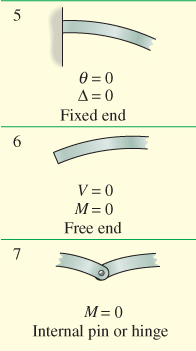 5
θ = 0
Δ = 0
Fixed end
6
V = 0
M = 0
Free end
7
M = 0
Internal pin or hinge